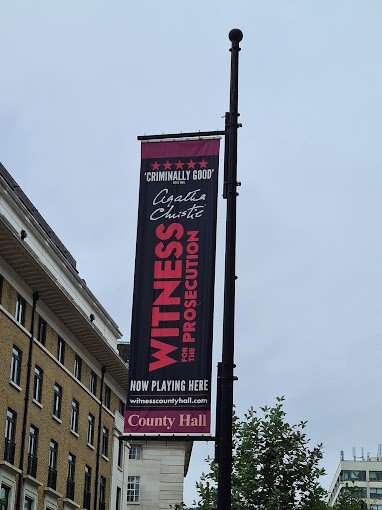 ★★★★★
'CRIMINALLY GOOD'
Agatha
Christie
WITNESS
FOR THE PROSECUTION
NOW PLAYING HERE
witnesscountyhall.com
County Hall